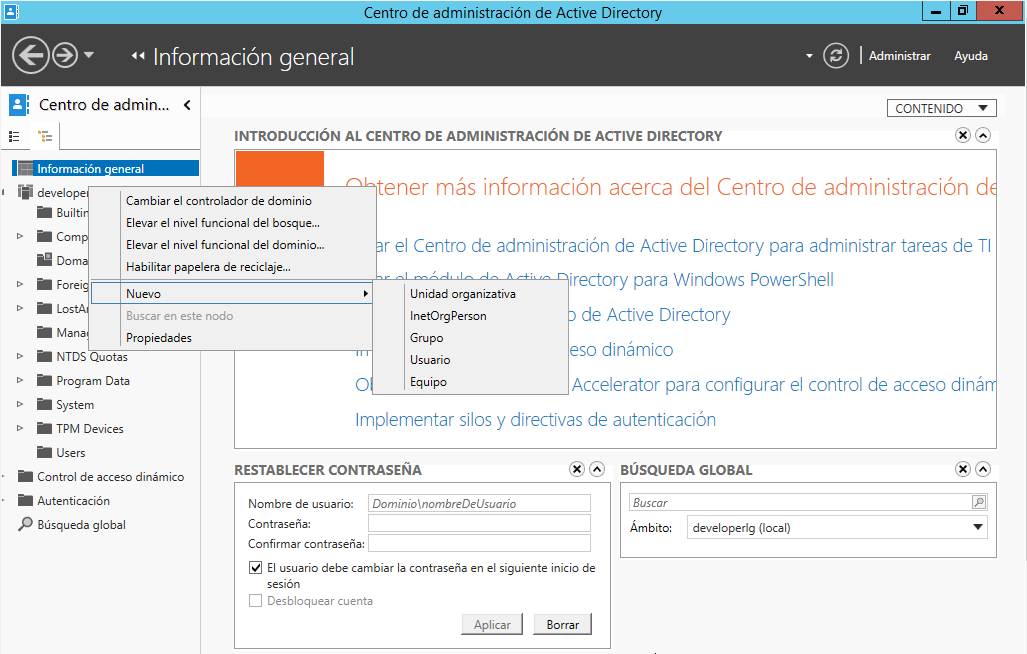 Centro de administración de Active Directory
Información general
Administrar
Ayuda
Centro de admin...
CONTENIDO
Información general
developer
Builtin
Comp
Doma
Foreig
LostAn
Manag
NTDS Quotas
Program Data
System
TPM Devices
Users
Control de acceso dinámico
Autenticación
Búsqueda global
Cambiar el controlador de dominio
Elevar el nivel funcional del bosque...
Elevar el nivel funcional del dominio...
Habilitar papelera de reciclaje...
Nuevo
Buscar en este nodo
Propiedades
Unidad organizativa
InetOrgPerson
Grupo
Usuario
Equipo
INTRODUCCIÓN AL CENTRO DE ADMINISTRACIÓN DE ACTIVE DIRECTORY
Obtener más información acerca del Centro de administración de
ar el Centro de administración de Active Directory para administrar tareas de TI
ar el módulo de Active Directory para Windows PowerShell
o de Active Directory
eso dinámico
Accelerator para configurar el control de acceso dinám
Implementar silos y directivas de autenticación
RESTABLECER CONTRASEÑA
Nombre de usuario: Dominio\nombreDeUsuario
Contraseña:
Confirmar contraseña:
El usuario debe cambiar la contraseña en el siguiente inicio de
sesión
Desbloquear cuenta
Aplicar
Borrar
BÚSQUEDA GLOBAL
Buscar
Ámbito: developerlg (local)